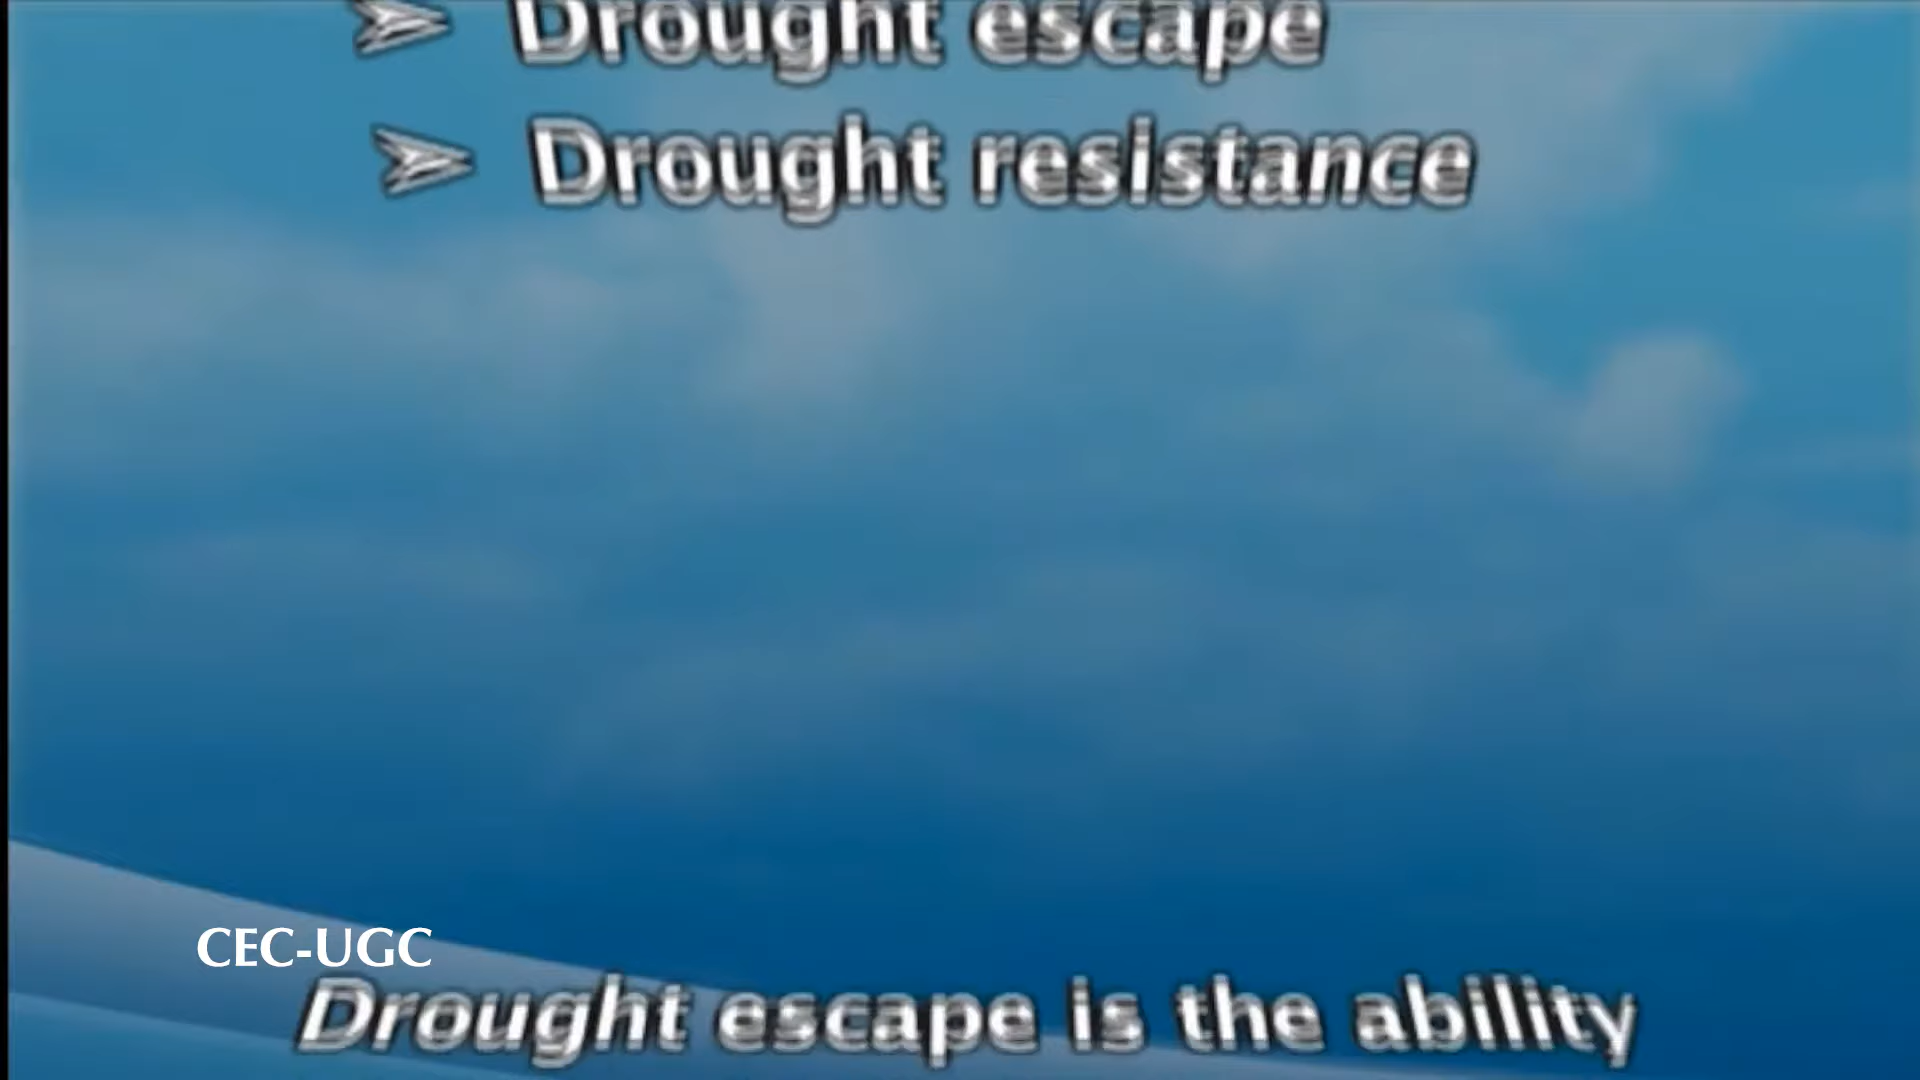 ➢ Drought escape
➢ Drought resistance
CEC-UGC
Drought escape is the ability